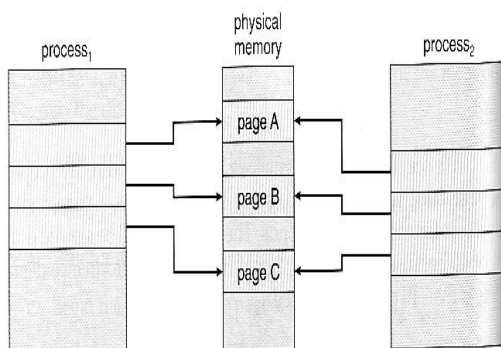 physical
memory
process₁
process₂
page A
page B
page C